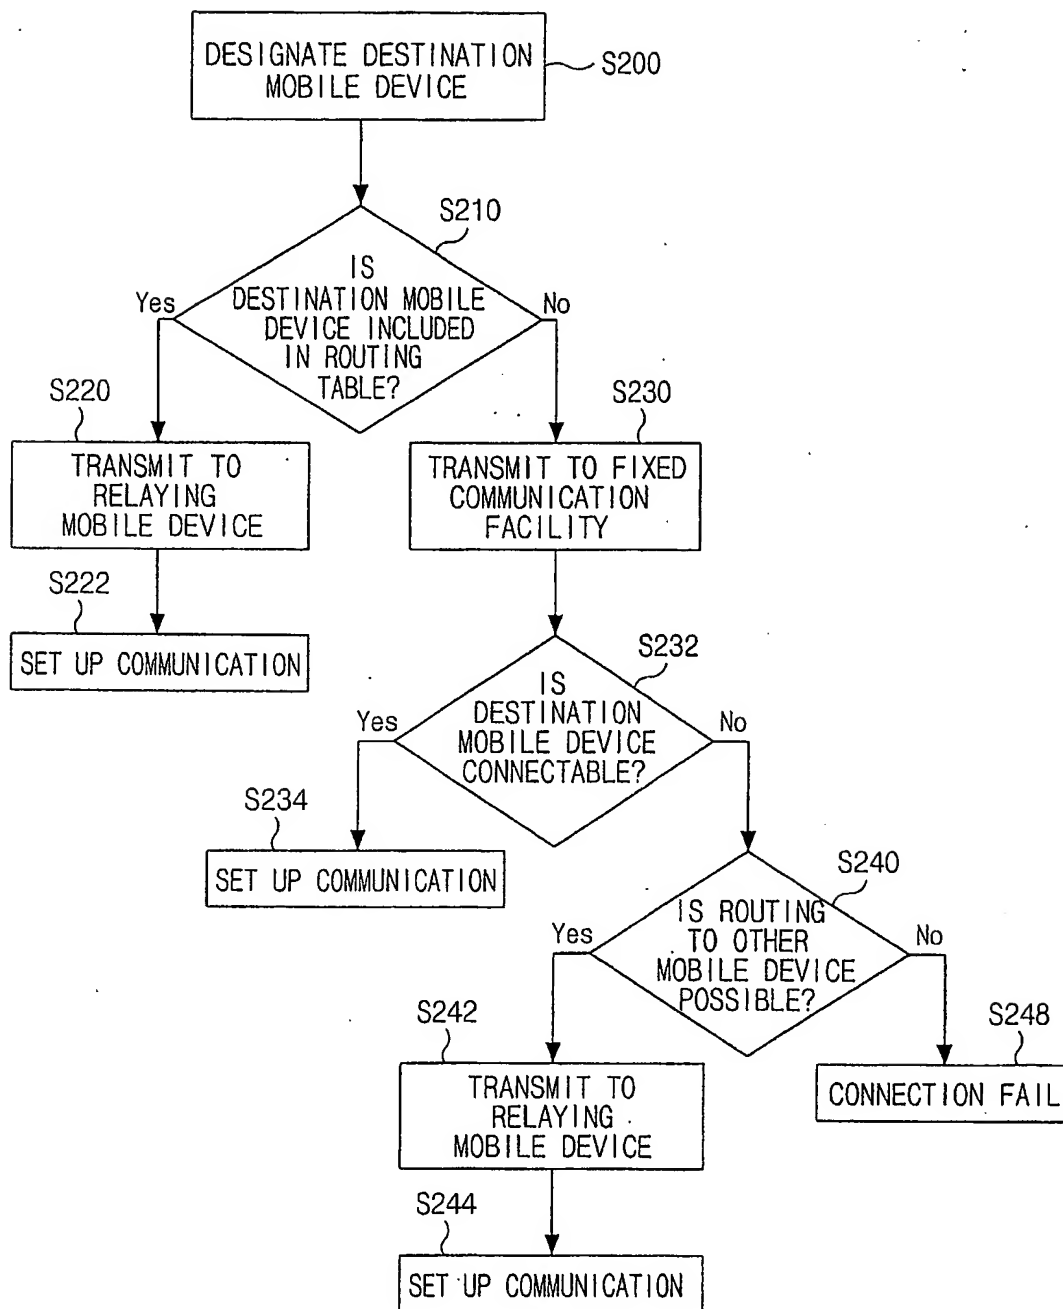 DESIGNATE DESTINATION
MOBILE DEVICE
S200
S210
IS
DESTINATION MOBILE
DEVICE INCLUDED
IN ROUTING
TABLE?
Yes
No
S220
TRANSMIT TO
RELAYING
MOBILE DEVICE
S230
TRANSMIT TO FIXED
COMMUNICATION
FACILITY
S222
SET UP COMMUNICATION
S232
IS
DESTINATION
MOBILE DEVICE
CONNECTABLE?
Yes
No
S234
SET UP COMMUNICATION
S240
IS ROUTING
TO OTHER
MOBILE DEVICE
POSSIBLE?
Yes
No
S242
TRANSMIT TO
RELAYING
MOBILE DEVICE
S248
CONNECTION FAIL
S244
SET UP COMMUNICATION